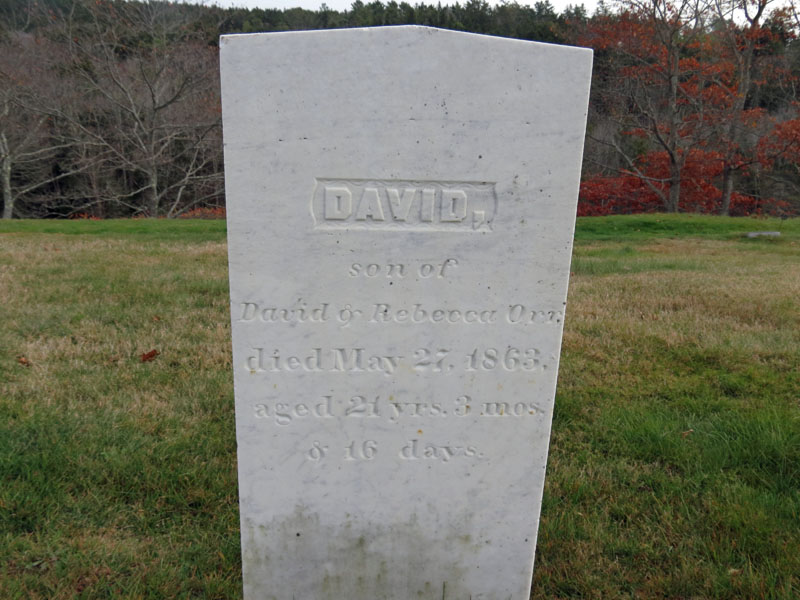 DAVID,
son of
David & Rebecca Orr,
died May 27, 1863,
aged 21 yrs. 3 mos.
& 16 days.